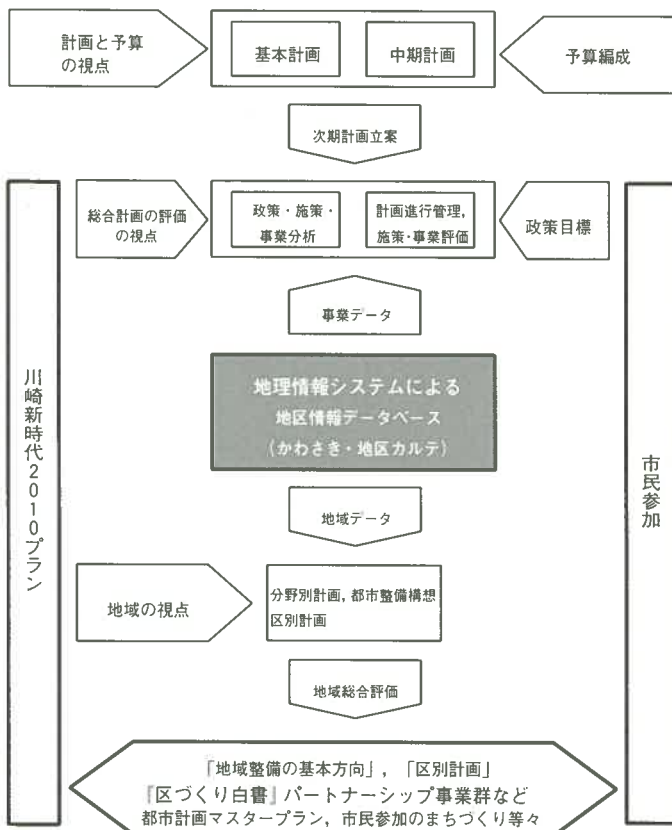 計画と予算
の視点
基本計画
中期計画
予算編成
次期計画立案
総合計画の評価
の視点
政策・施策・
事業分析
計画進行管理,
施策・事業評価
政策目標
事業データ
川崎新時代2010プラン
地理情報システムによる
地区情報データベース
(かわさき・地区カルテ)
市民参加
地域データ
地域の視点
分野別計画, 都市整備構想
区別計画
地域総合評価
「地域整備の基本方向」, 「区別計画」
『区づくり白書』パートナーシップ事業群など
都市計画マスタープラン, 市民参加のまちづくり等々